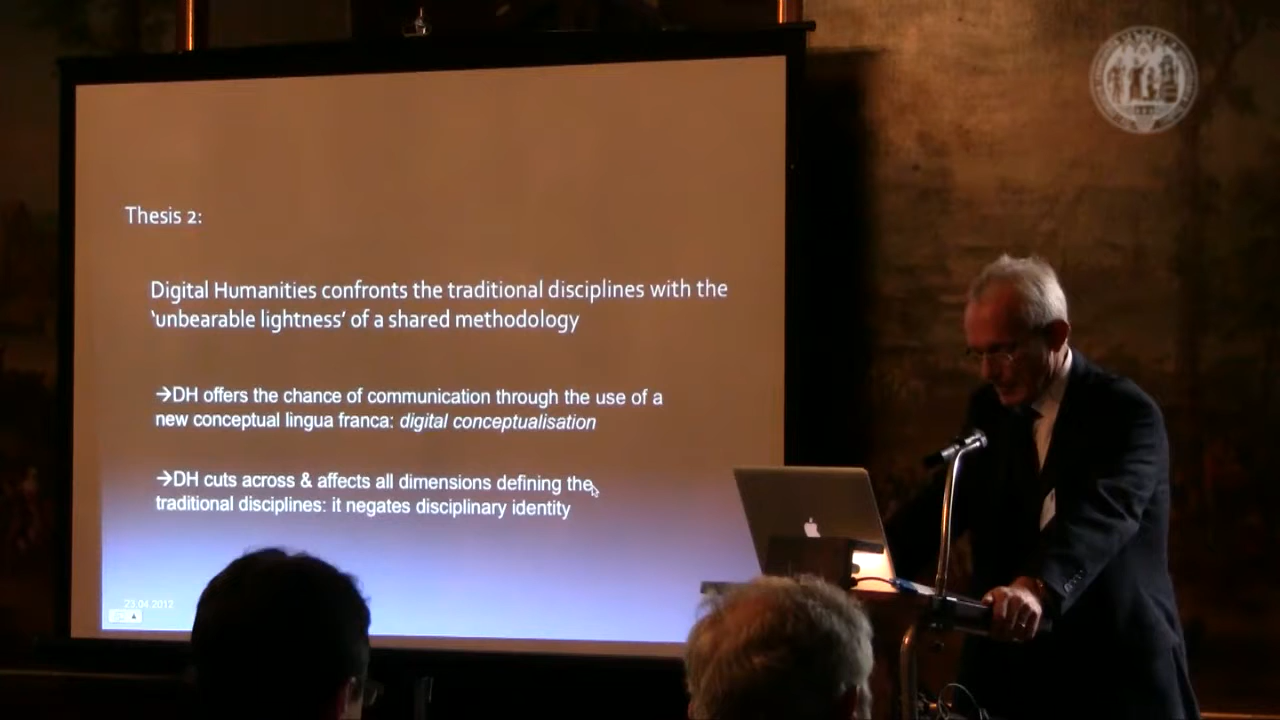 Thesis 2:
Digital Humanities confronts the traditional disciplines with the
‘unbearable lightness’ of a shared methodology
→DH offers the chance of communication through the use of a
new conceptual lingua franca: digital conceptualisation
→DH cuts across & affects all dimensions defining the
traditional disciplines: it negates disciplinary identity
23.04.2012